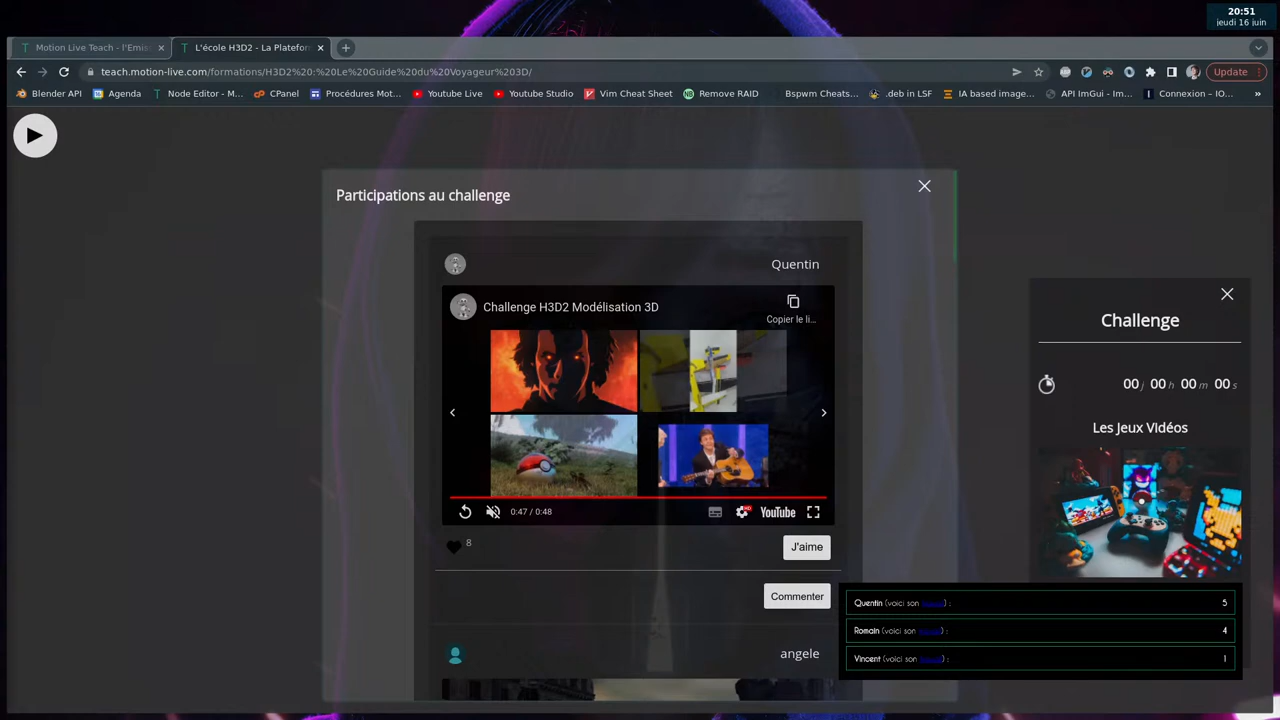 20:51
jeudi 16 juin
Motion Live Teach - l'Emis
L'école H3D2 - La Platefor
teach.motion-live.com/formations/H3D2%20:%20Le%20Guide%20du%20Voyageur%203D/
Update
Blender API
Agenda
Node Editor - M...
CPanel
Procédures Mot...
Youtube Live
Youtube Studio
Vim Cheat Sheet
Remove RAID
Bspwm Cheats...
.deb in LSF
IA based image...
API ImGui - Im...
Connexion – IO...
»
Participations au challenge
Quentin
Challenge H3D2 Modélisation 3D
Copier le li...
0:47 / 0:48
YouTube
8
J'aime
Commenter
angele
Challenge
00 j 00 h 00 m 00 s
Les Jeux Vidéos
Quentin (voici son ) : 5
Romain (voici son ) : 4
Vincent (voici son ) : 1